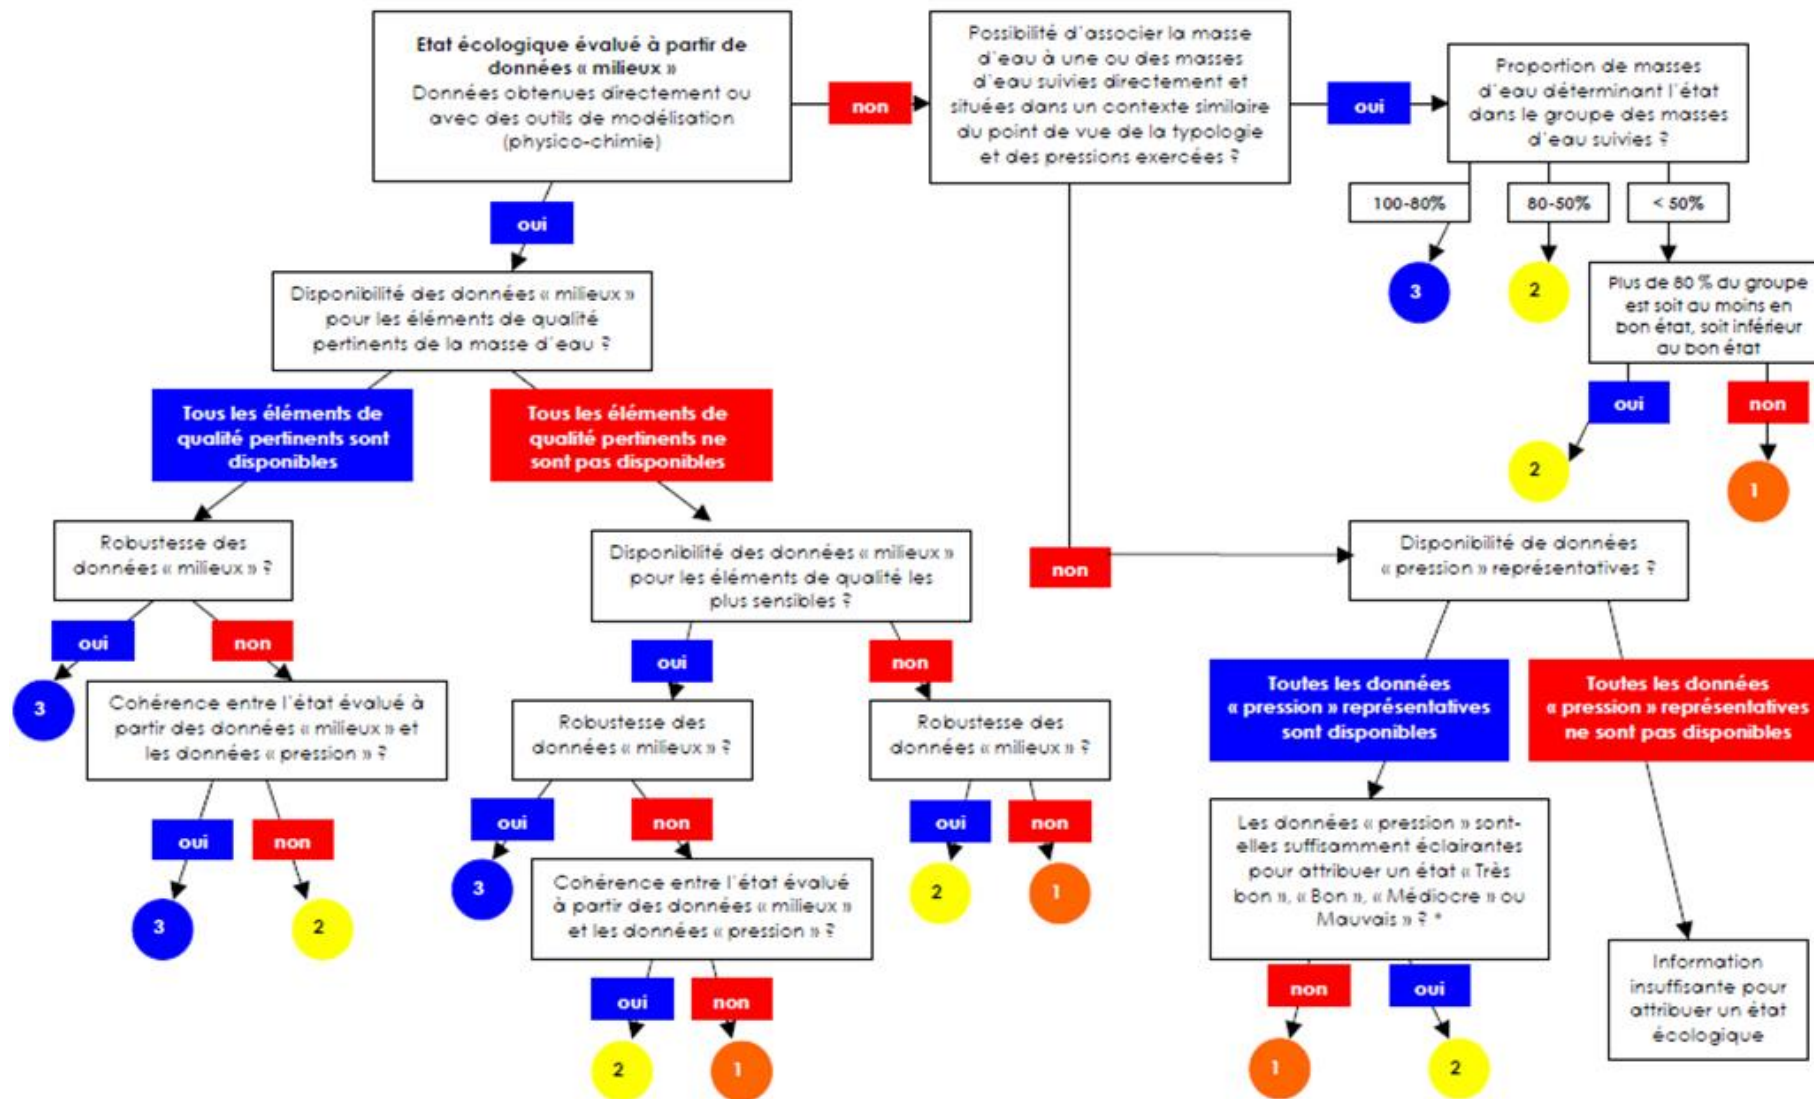 Etat écologique évalué à partir de
données « milieux »
Données obtenues directement ou
avec des outils de modélisation
(physico-chimie)
non
Possibilité d'associer la masse
d'eau à une ou des masses
d'eau suivies directement et
situées dans un contexte similaire
du point de vue de la typologie
et des pressions exercées ?
oui
Proportion de masses
d'eau déterminant l'état
dans le groupe des masses
d'eau suivies ?
100-80%
80-50%
< 50%
3
2
Plus de 80 % du groupe
est soit au moins en
bon état, soit inférieur
au bon état
oui
non
2
1
oui
Disponibilité des données « milieux »
pour les éléments de qualité
pertinents de la masse d'eau ?
Tous les éléments de
qualité pertinents sont
disponibles
Tous les éléments de
qualité pertinents ne
sont pas disponibles
Robustesse des
données « milieux » ?
oui
non
3
Cohérence entre l'état évalué à
partir des données « milieux » et
les données « pression » ?
oui
non
3
2
Disponibilité des données « milieux »
pour les éléments de qualité les
plus sensibles ?
oui
non
Robustesse des
données « milieux » ?
oui
non
3
Cohérence entre l'état évalué
à partir des données « milieux »
et les données « pression » ?
oui
non
2
1
Robustesse des
données « milieux » ?
oui
non
2
1
non
Disponibilité de données
« pression » représentatives ?
Toutes les données
« pression » représentatives
sont disponibles
Toutes les données
« pression » représentatives
ne sont pas disponibles
Les données « pression » sont-
elles suffisamment éclairantes
pour attribuer un état « Très
bon », « Bon », « Médiocre » ou
Mauvais » ? *
non
oui
1
2
Information
insuffisante pour
attribuer un état
écologique